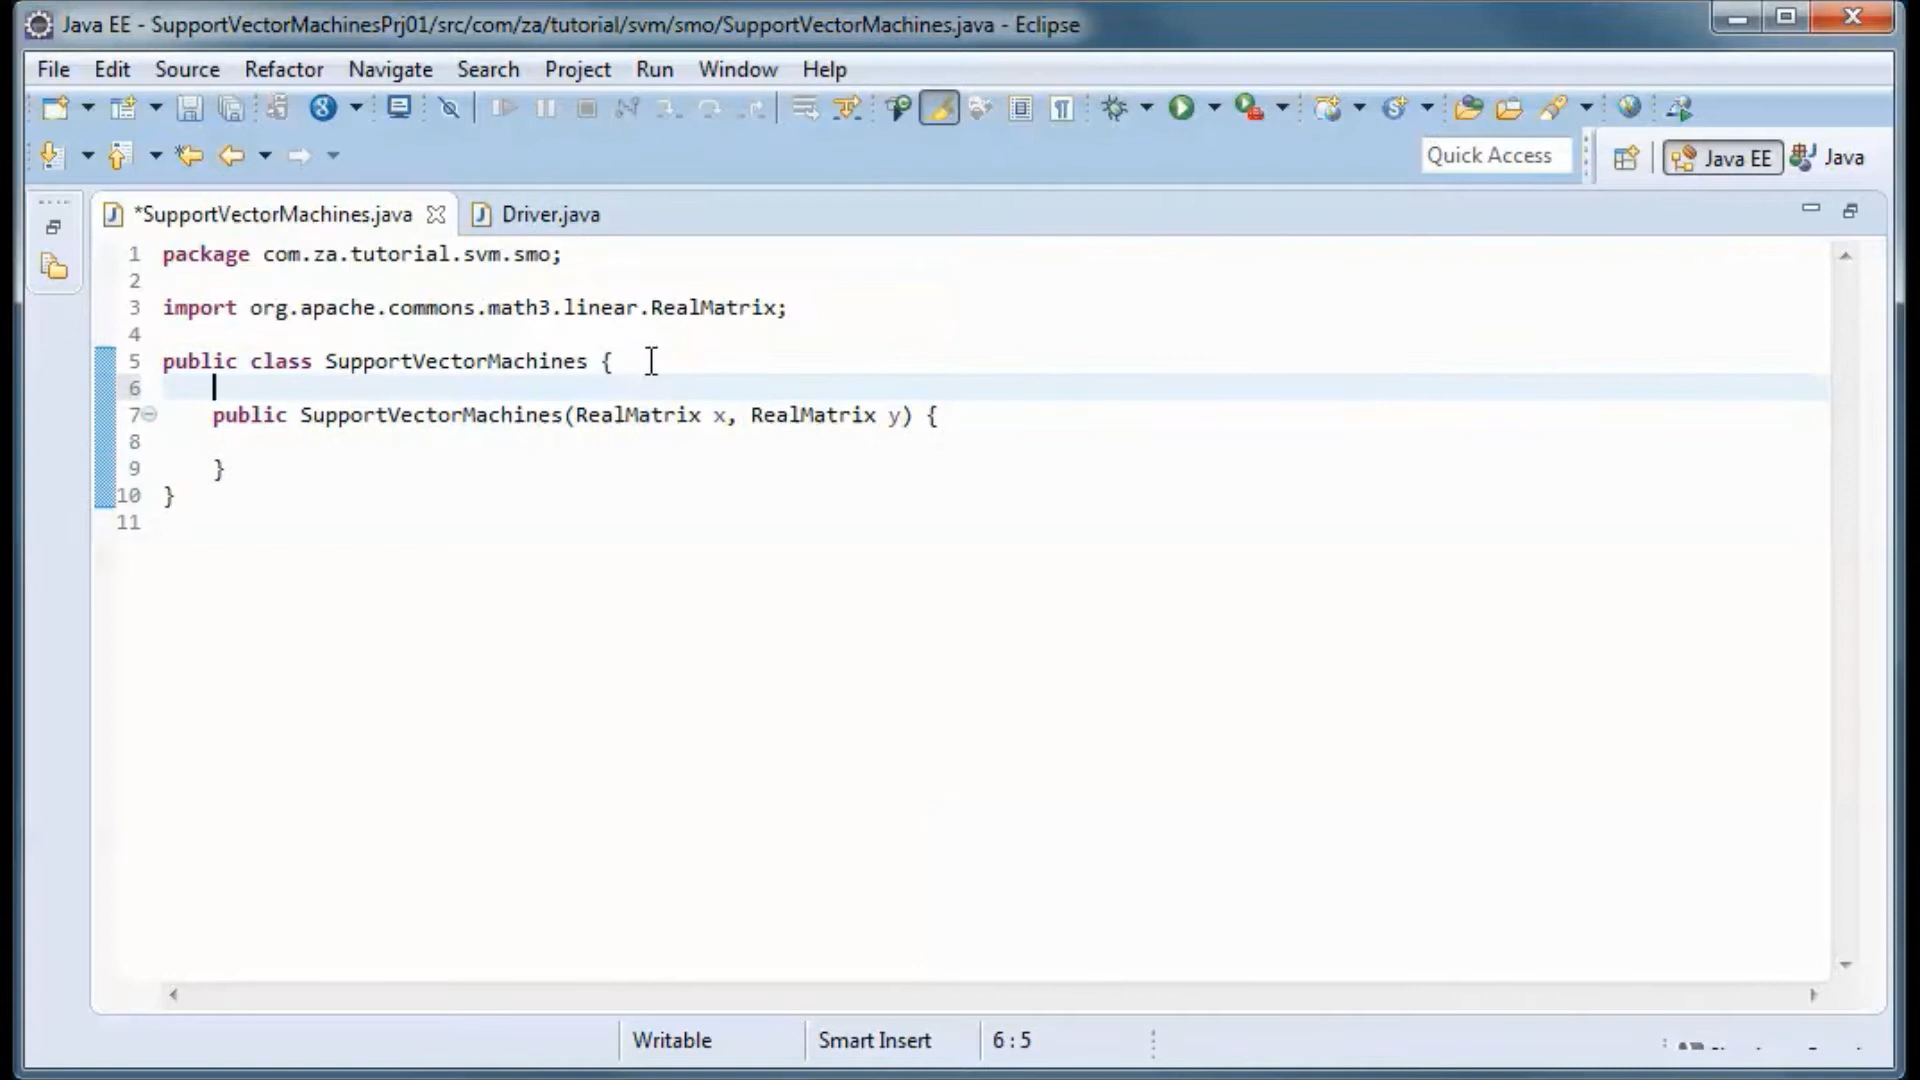 Java EE - SupportVectorMachinesPrj01/src/com/za/tutorial/svm/smo/SupportVectorMachines.java - Eclipse
File Edit Source Refactor Navigate Search Project Run Window Help
Quick Access Java EE Java
*SupportVectorMachines.java Driver.java
1 package com.za.tutorial.svm.smo;
2
3 import org.apache.commons.math3.linear.RealMatrix;
4
5 public class SupportVectorMachines {
6
7 public SupportVectorMachines(RealMatrix x, RealMatrix y) {
8
9 }
10 }
11
Writable Smart Insert 6 : 5